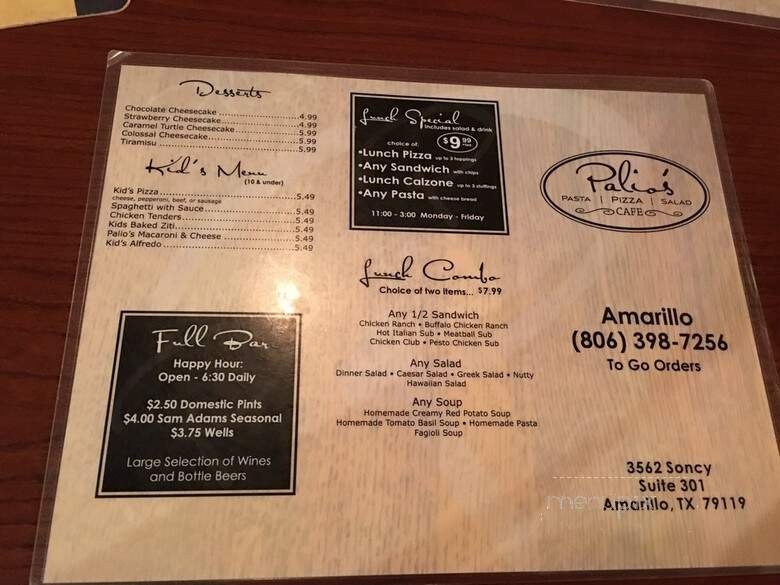 Desserts
Chocolate Cheesecake 4.99
Strawberry Cheesecake 4.99
Caramel Turtle Cheesecake 5.99
Colossal Cheesecake 5.99
Tiramisu 5.99
Kid's Menu
(10 & under)
Kid's Pizza 5.49
cheese, pepperoni, beef, or sausage
Spaghetti with Sauce 5.49
Chicken Tenders 5.49
Kids Baked Ziti 5.49
Palio's Macaroni & Cheese 5.49
Kid's Alfredo 5.49
Full Bar
Happy Hour:
Open - 6:30 Daily
$2.50 Domestic Pints
$4.00 Sam Adams Seasonal
$3.75 Wells
Large Selection of Wines
and Bottle Beers
Lunch Special
includes salad & drink
choice of: $9.99
•Lunch Pizza up to 3 toppings
•Any Sandwich with chips
•Lunch Calzone up to 3 stuffings
•Any Pasta with cheese bread
11:00 - 3:00 Monday - Friday
Lunch Combo
Choice of two items... $7.99
Any 1/2 Sandwich
Chicken Ranch • Buffalo Chicken Ranch
Hot Italian Sub • Meatball Sub
Chicken Club • Pesto Chicken Sub
Any Salad
Dinner Salad • Caesar Salad • Greek Salad • Nutty
Hawaiian Salad
Any Soup
Homemade Creamy Red Potato Soup
Homemade Tomato Basil Soup • Homemade Pasta
Fagioli Soup
Palio's
PASTA | PIZZA | SALAD
CAFE
Amarillo
(806) 398-7256
To Go Orders
3562 Soncy
Suite 301
Amarillo, TX 79119